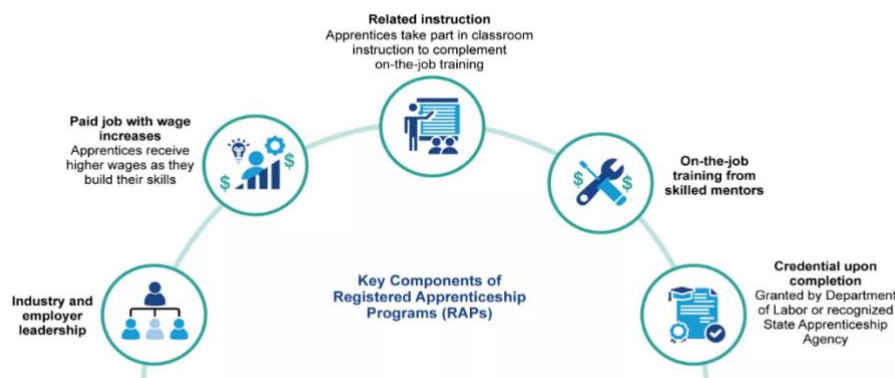 Related instruction
Apprentices take part in classroom
instruction to complement
on-the-job training
Paid job with wage
increases
Apprentices receive
higher wages as they
build their skills
$
$
$
$
On-the-job
training from
skilled mentors
Industry and
employer
leadership
Key Components of
Registered Apprenticeship
Programs (RAPs)
Credential upon
completion
Granted by Department
of Labor or recognized
State Apprenticeship
Agency